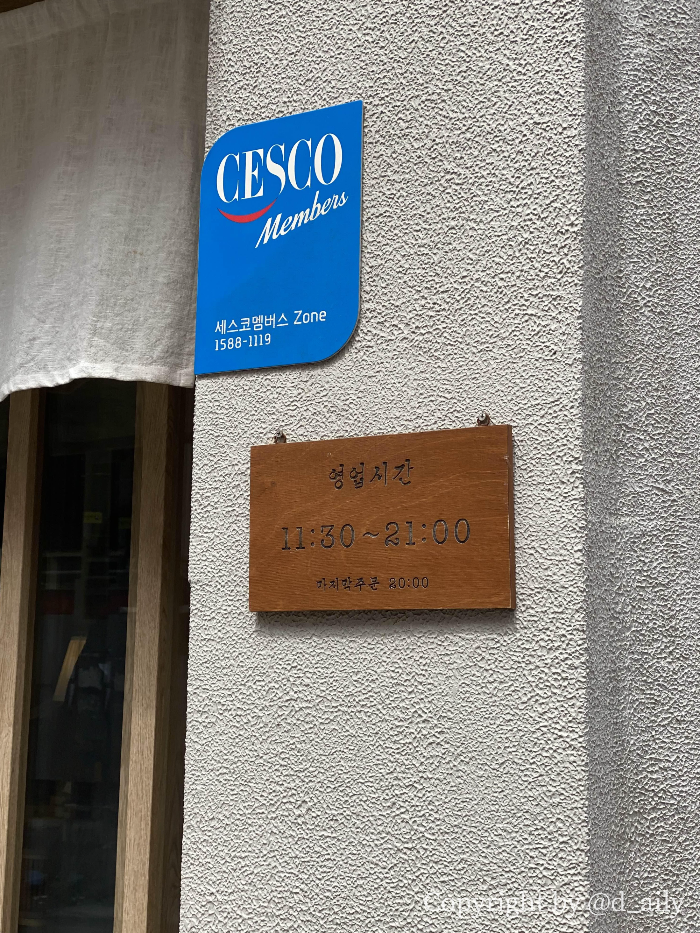 CESCO
Members
세스코멤버스 Zone
1588-1119
영업시간
11:30~21:00
마지막주문 20:00
Copyright by @d_aily